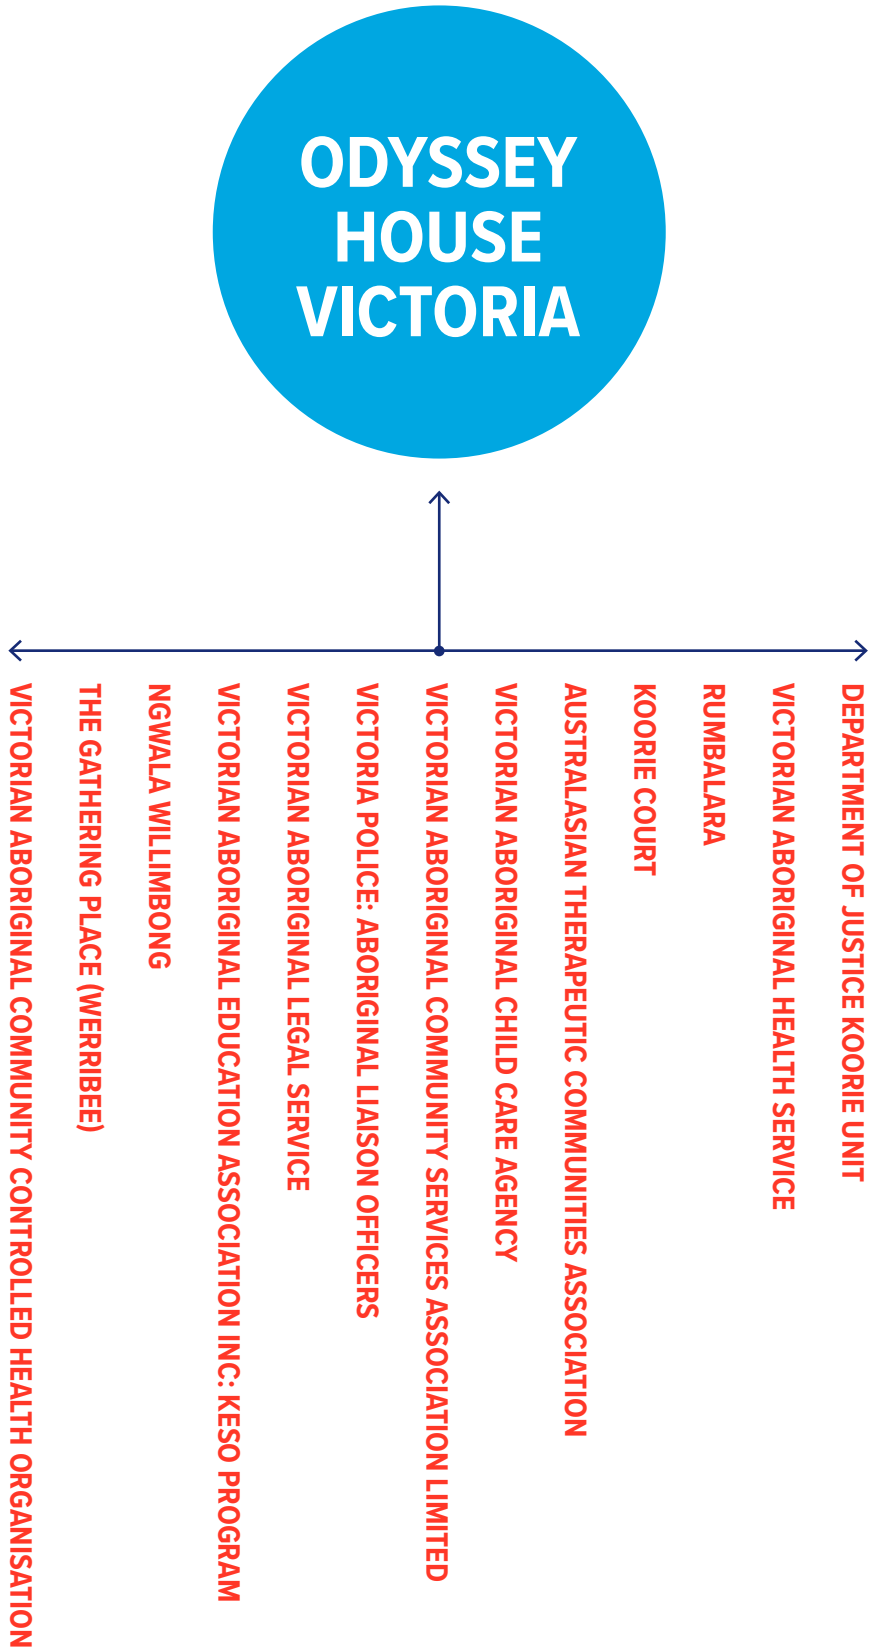 ODYSSEY
HOUSE
VICTORIA
VICTORIAN ABORIGINAL COMMUNITY CONTROLLED HEALTH ORGANISATION
THE GATHERING PLACE (WERRIBEE)
NGWALA WILLIMBONG
VICTORIAN ABORIGINAL EDUCATION ASSOCIATION INC: KESO PROGRAM
VICTORIAN ABORIGINAL LEGAL SERVICE
VICTORIA POLICE: ABORIGINAL LIAISON OFFICERS
VICTORIAN ABORIGINAL COMMUNITY SERVICES ASSOCIATION LIMITED
VICTORIAN ABORIGINAL CHILD CARE AGENCY
AUSTRALASIAN THERAPEUTIC COMMUNITIES ASSOCIATION
KOORIE COURT
RUMBALARA
VICTORIAN ABORIGINAL HEALTH SERVICE
DEPARTMENT OF JUSTICE KOORIE UNIT